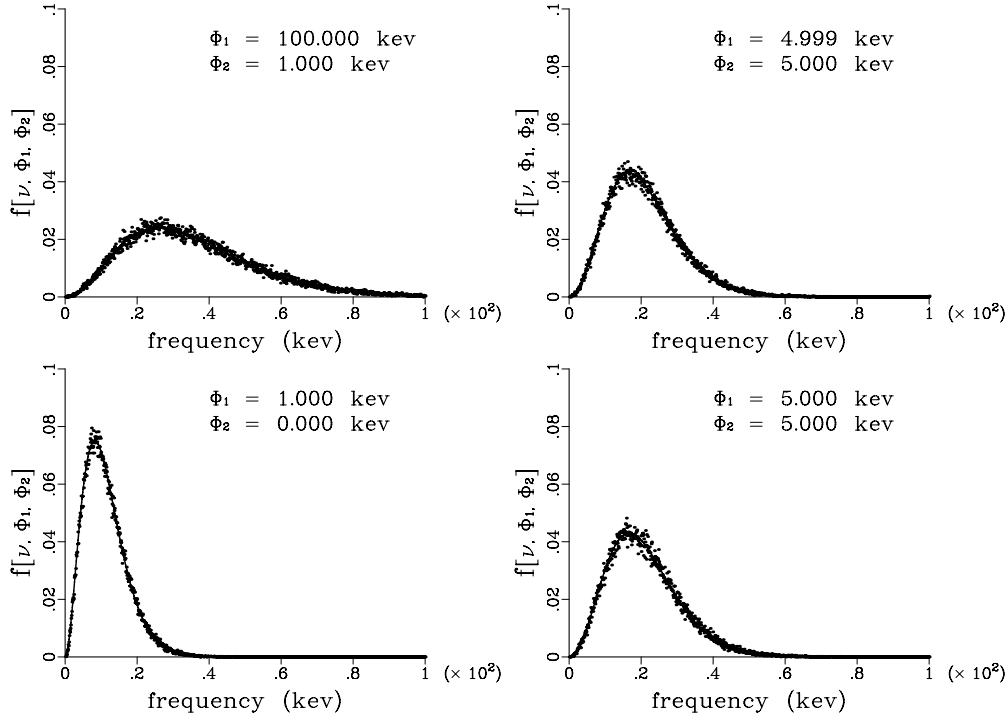 .1
.08
.06
.04
.02
0
f[ν, Φ₁, Φ₂]
Φ₁ = 100.000 kev
Φ₂ = 1.000 kev
0 .2 .4 .6 .8 1 (× 10²)
frequency (kev)
.1
.08
.06
.04
.02
0
f[ν, Φ₁, Φ₂]
Φ₁ = 4.999 kev
Φ₂ = 5.000 kev
0 .2 .4 .6 .8 1 (× 10²)
frequency (kev)
.1
.08
.06
.04
.02
0
f[ν, Φ₁, Φ₂]
Φ₁ = 1.000 kev
Φ₂ = 0.000 kev
0 .2 .4 .6 .8 1 (× 10²)
frequency (kev)
.1
.08
.06
.04
.02
0
f[ν, Φ₁, Φ₂]
Φ₁ = 5.000 kev
Φ₂ = 5.000 kev
0 .2 .4 .6 .8 1 (× 10²)
frequency (kev)